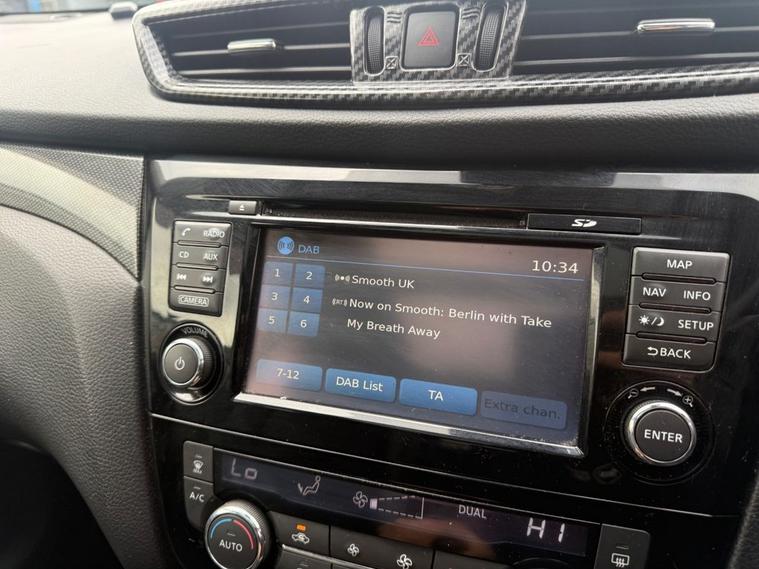 SD
RADIO
CD AUX
CAMERA
VOLUME
DAB
10:34
1 2
3 4
5 6
Smooth UK
(RT) Now on Smooth: Berlin with Take
My Breath Away
7-12
DAB List
TA
Extra chan.
MAP
NAV INFO
SETUP
BACK
ENTER
MAX
A/C
Lo
DUAL
HI
AUTO